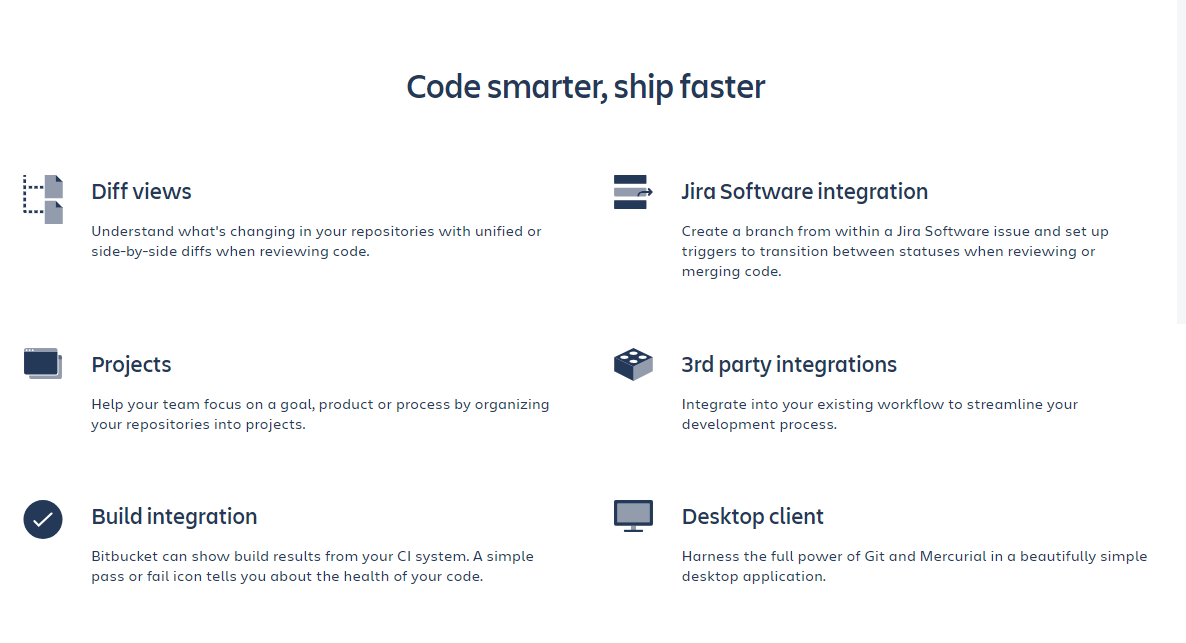 Code smarter, ship faster
Diff views
Understand what's changing in your repositories with unified or
side-by-side diffs when reviewing code.
Jira Software integration
Create a branch from within a Jira Software issue and set up
triggers to transition between statuses when reviewing or
merging code.
Projects
Help your team focus on a goal, product or process by organizing
your repositories into projects.
3rd party integrations
Integrate into your existing workflow to streamline your
development process.
Build integration
Bitbucket can show build results from your CI system. A simple
pass or fail icon tells you about the health of your code.
Desktop client
Harness the full power of Git and Mercurial in a beautifully simple
desktop application.